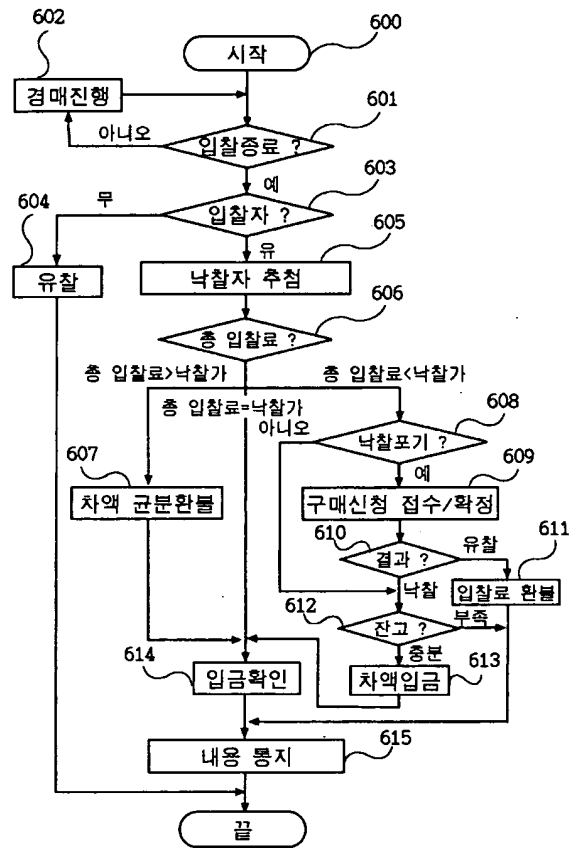 602
600
시작
경매진행
601
아니오
입찰종료 ?
예
603
604
무
입찰자 ?
605
유
유찰
낙찰자 추첨
606
총 입찰료 ?
총 입찰료>낙찰가
총 입찰료<낙찰가
총 입찰료=낙찰가
608
아니오
낙찰포기 ?
607
예
609
차액 균분환불
구매신청 접수/확정
610
유찰
611
결과 ?
낙찰
입찰료 환불
612
부족
잔고 ?
충분
614
613
입금확인
차액입금
615
내용 통지
끝